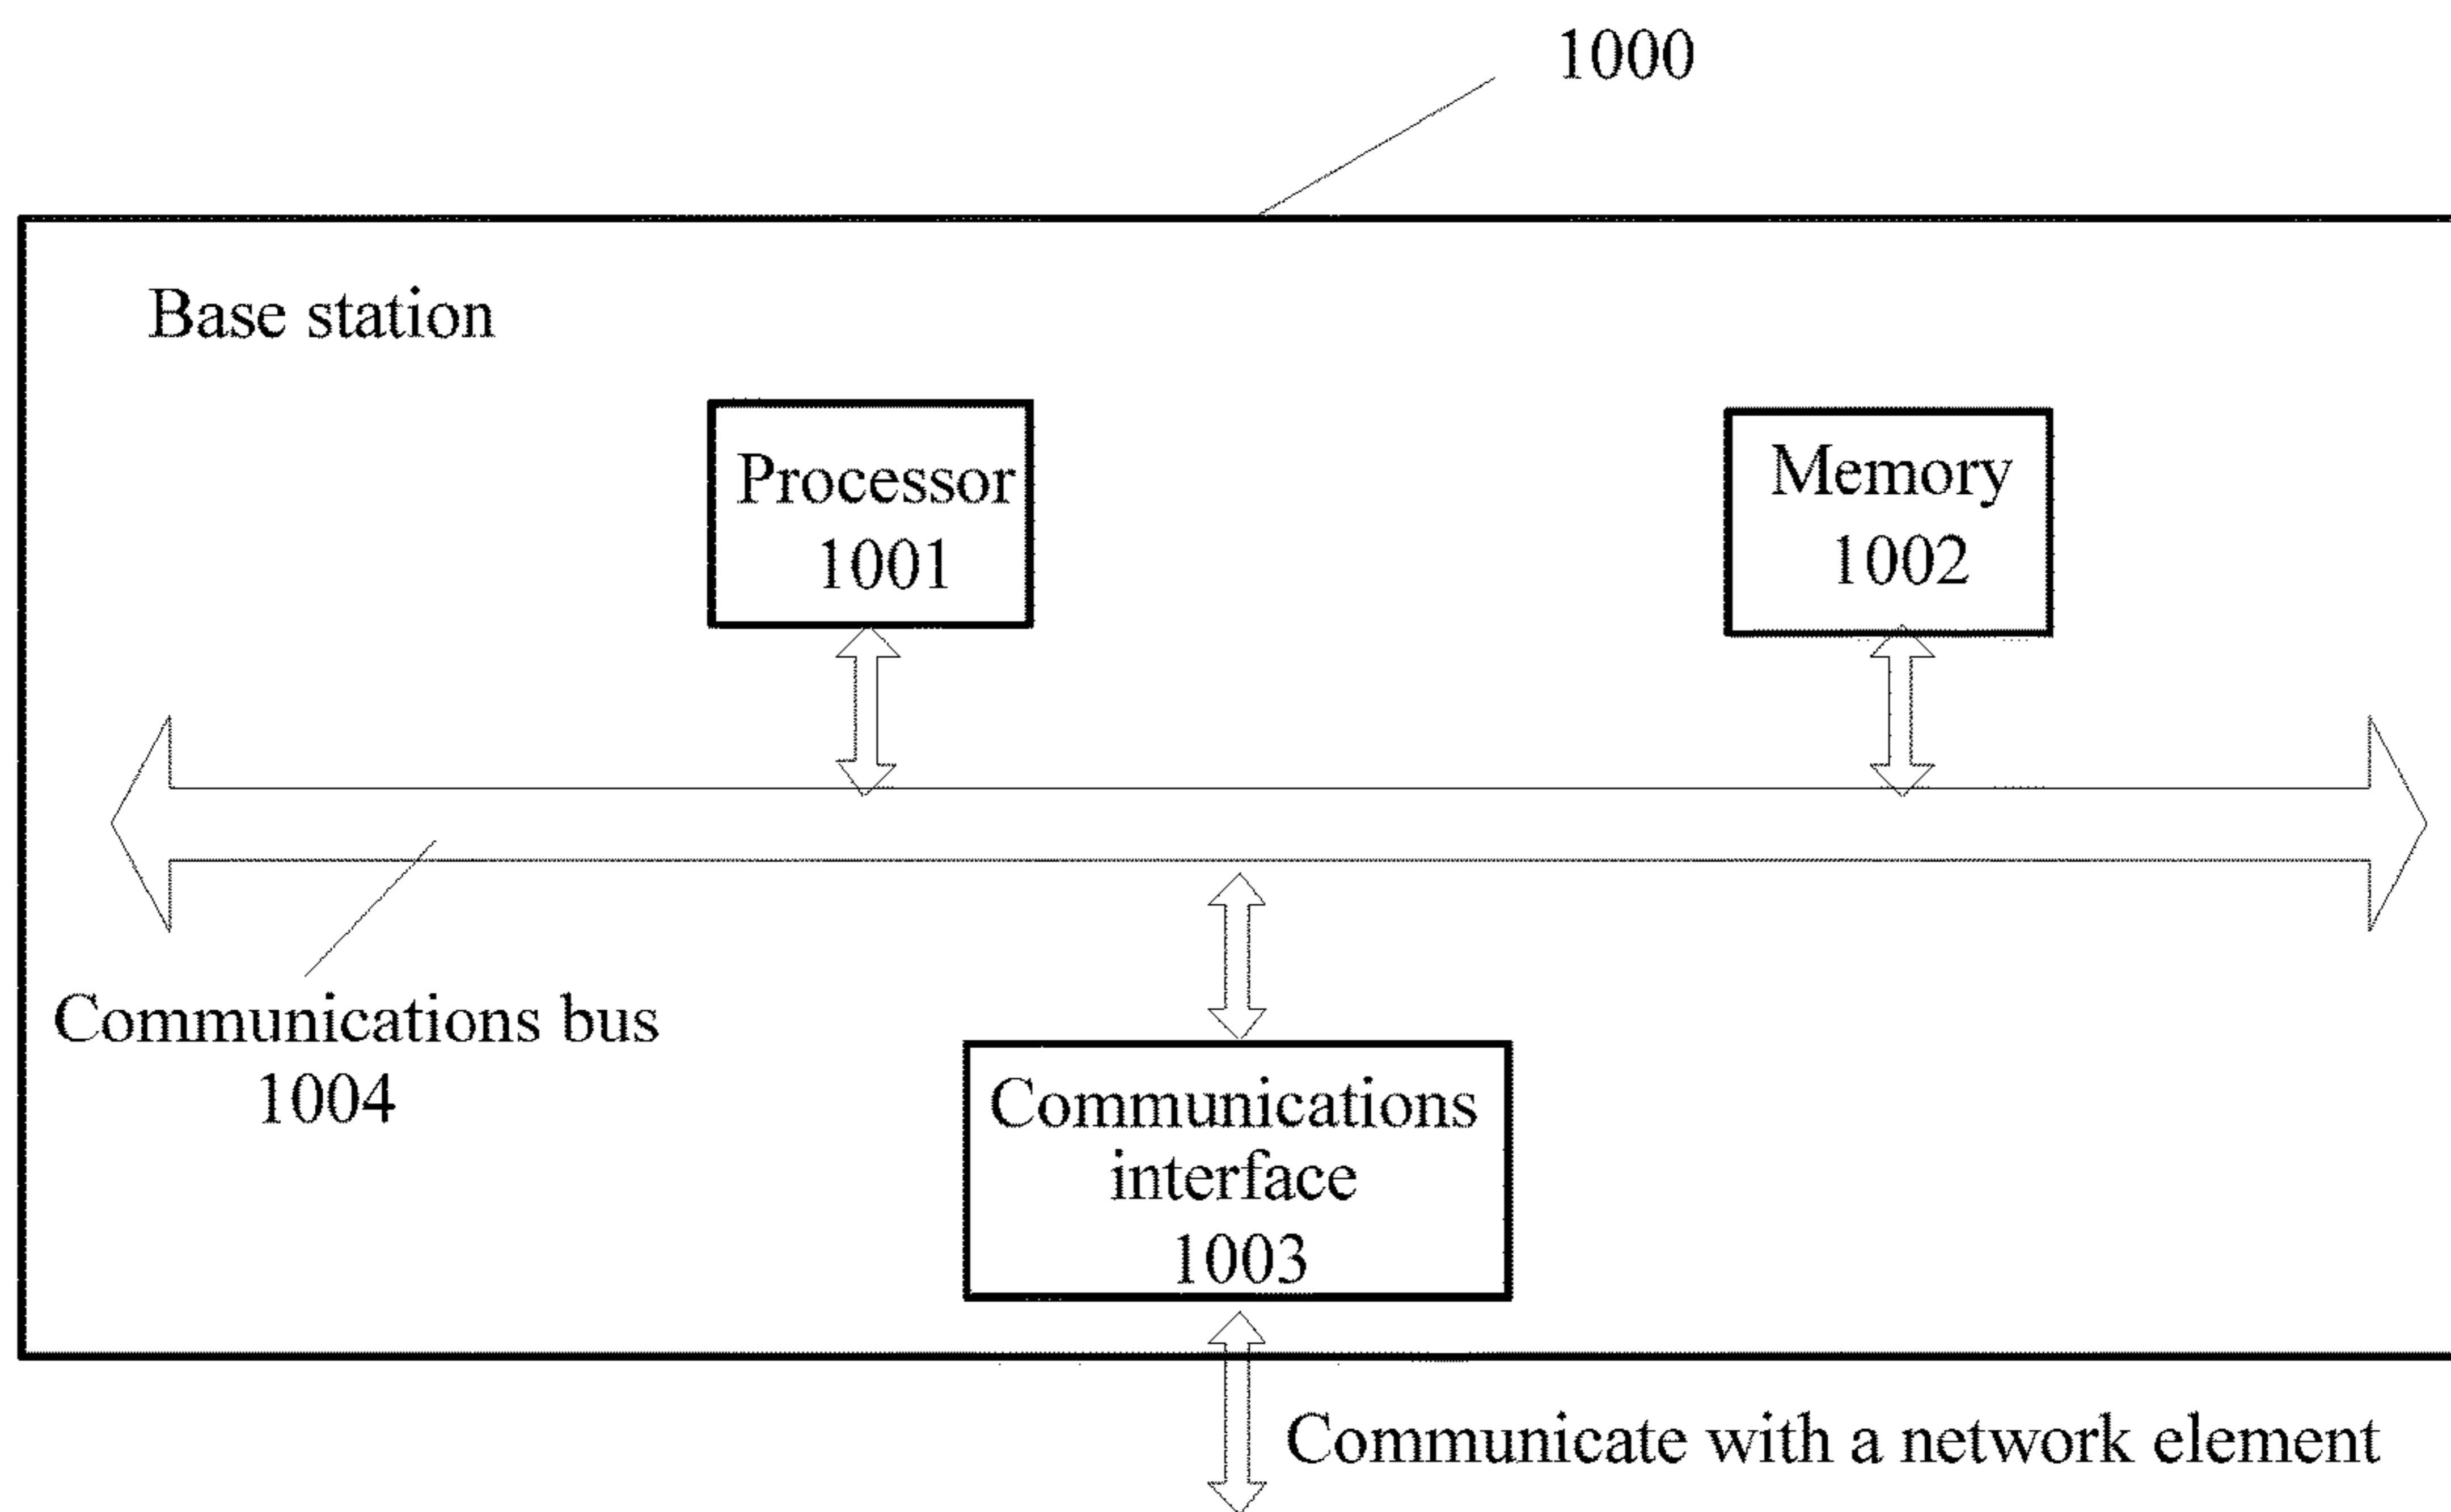 1000
Base station
Processor
1001
Memory
1002
Communications bus
1004
Communications
interface
1003
Communicate with a network element